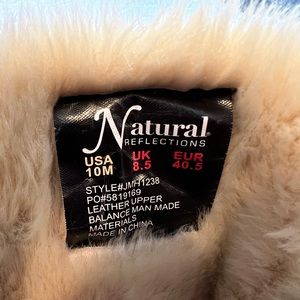 Natural
REFLECTIONS
USA UK EUR
10M 8.5 40.5
STYLE#JMH1238
PO#5819169
LEATHER UPPER
BALANCE MAN MADE
MATERIALS
MADE IN CHINA